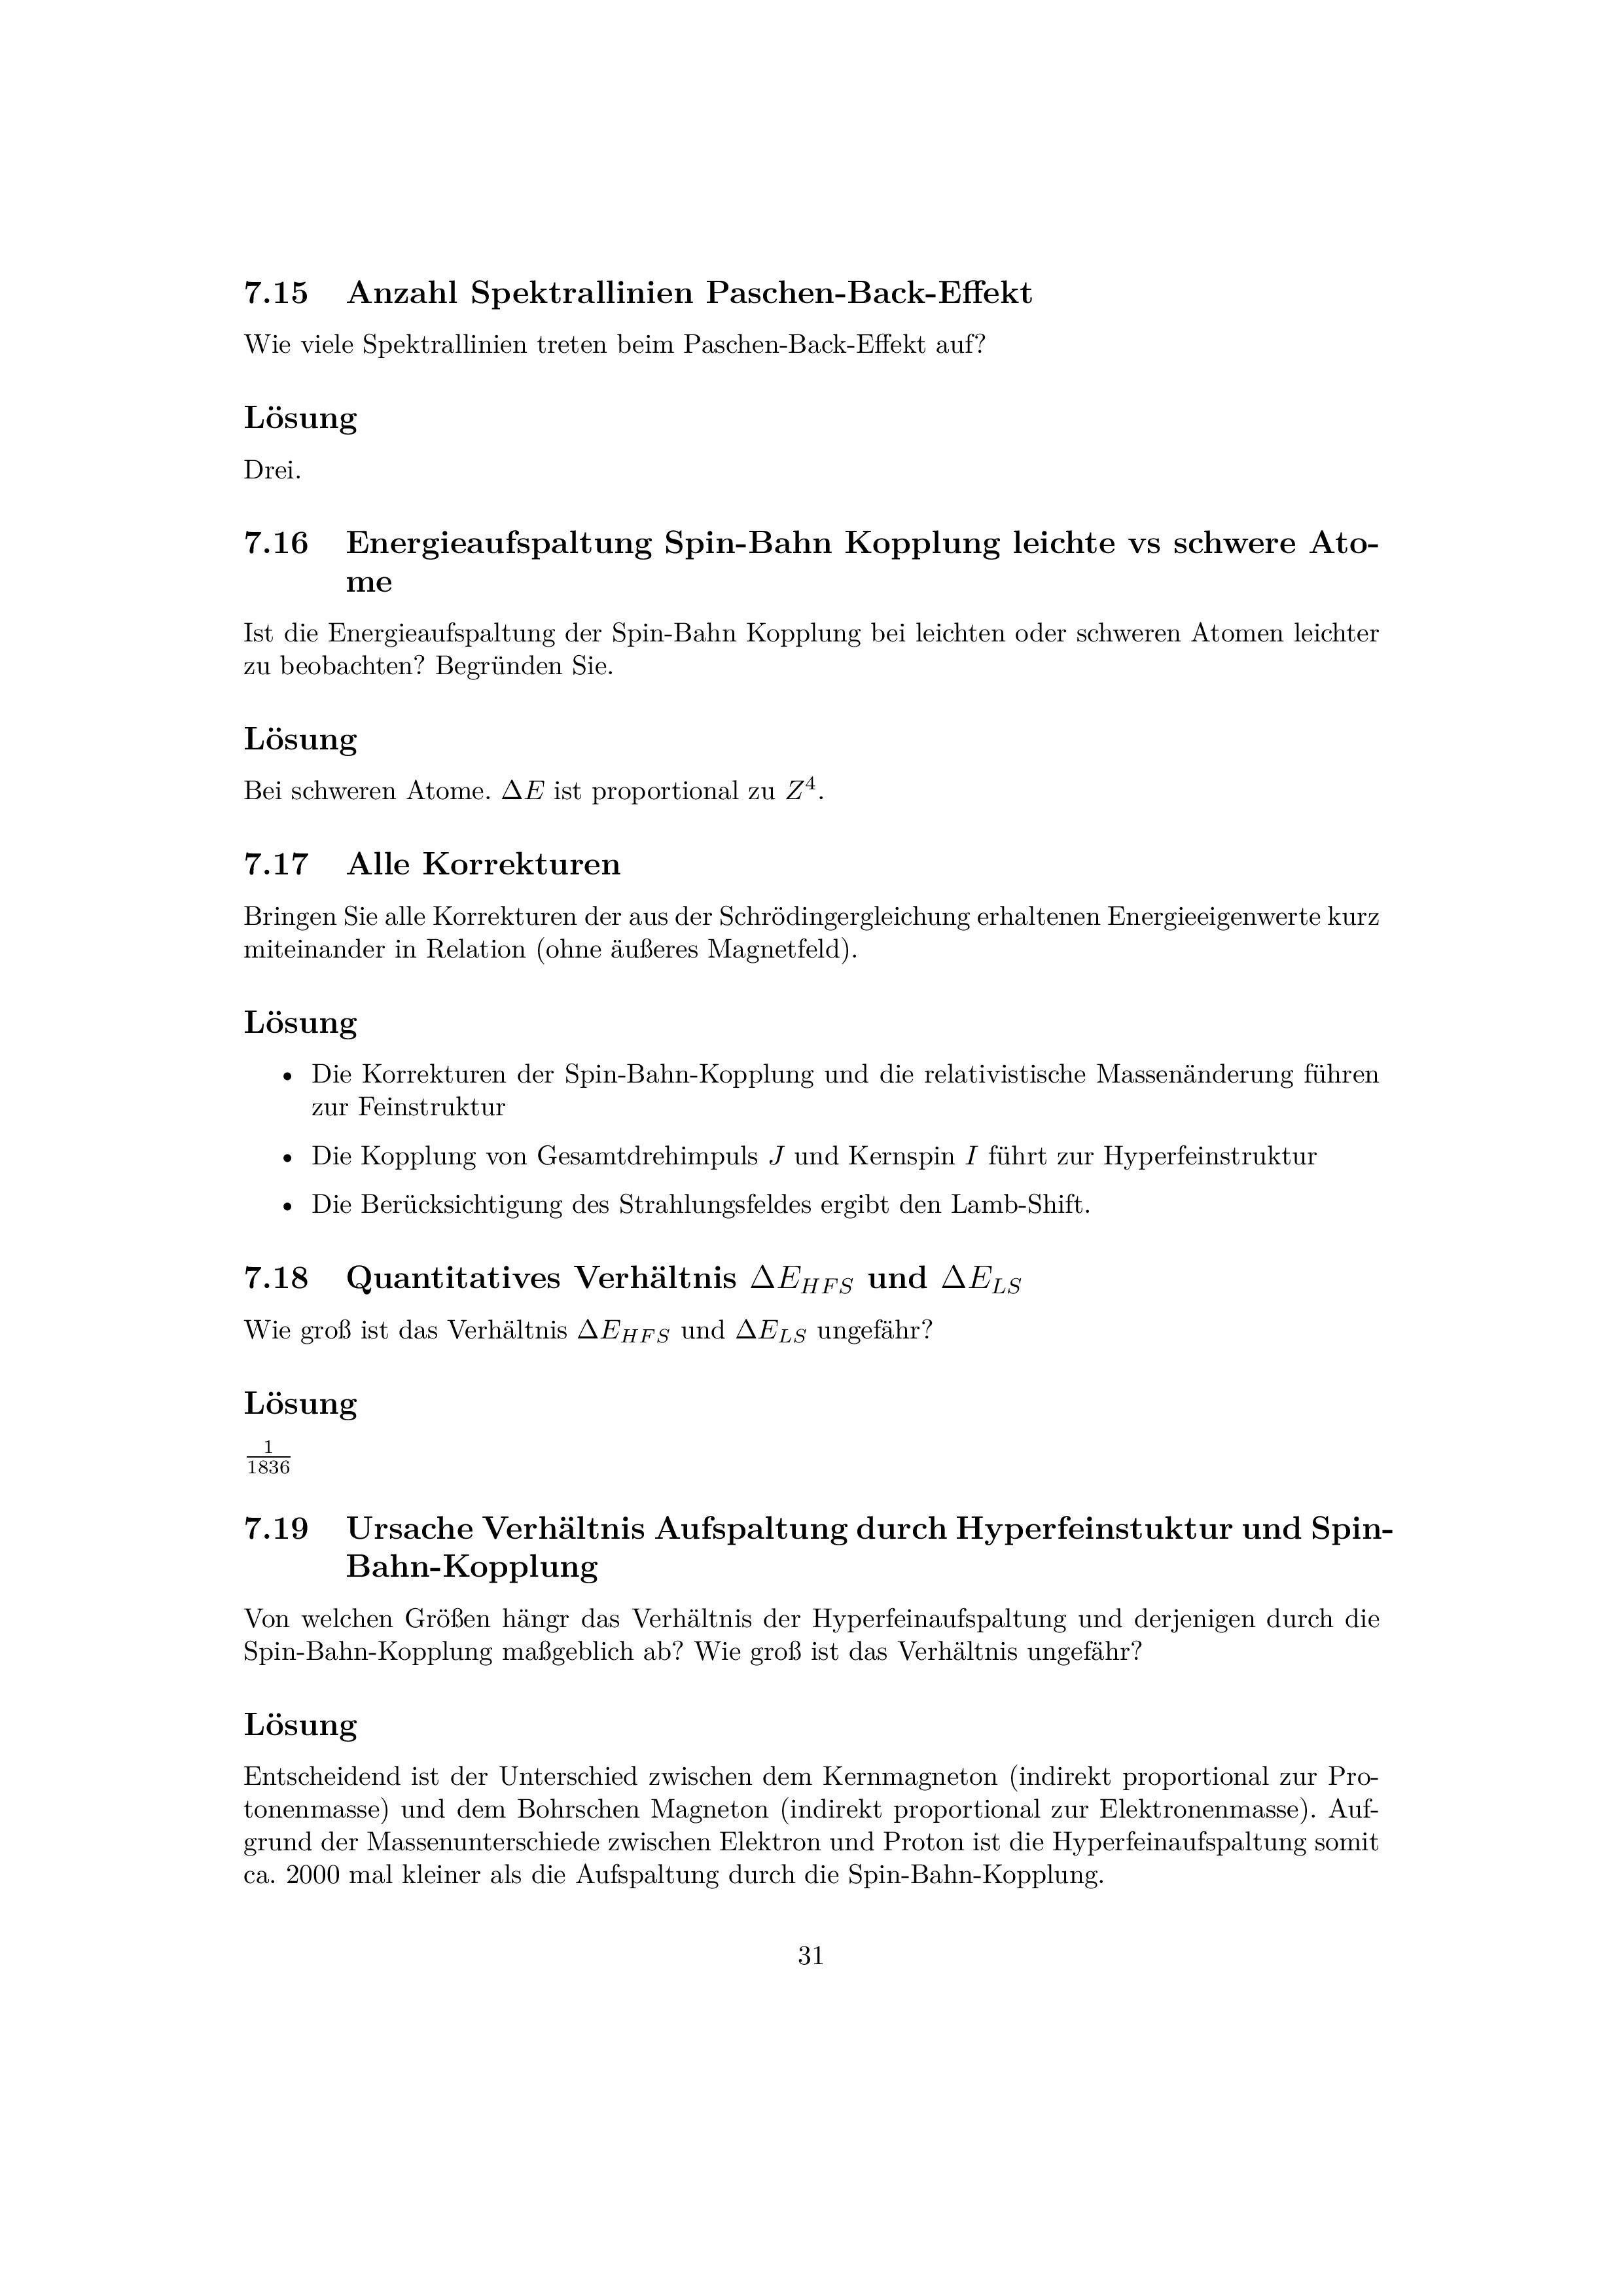 7.15 Anzahl Spektrallinien Paschen-Back-Effekt
Wie viele Spektrallinien treten beim Paschen-Back-Effekt auf?
Lösung
Drei.
7.16 Energieaufspaltung Spin-Bahn Kopplung leichte vs schwere Ato-
me
Ist die Energieaufspaltung der Spin-Bahn Kopplung bei leichten oder schweren Atomen leichter
zu beobachten? Begründen Sie.
Lösung
Bei schweren Atome. $\Delta E$ ist proportional zu $Z^4$.
7.17 Alle Korrekturen
Bringen Sie alle Korrekturen der aus der Schrödingergleichung erhaltenen Energieeigenwerte kurz
miteinander in Relation (ohne äußeres Magnetfeld).
Lösung
• Die Korrekturen der Spin-Bahn-Kopplung und die relativistische Massenänderung führen
zur Feinstruktur
• Die Kopplung von Gesamtdrehimpuls $J$ und Kernspin $I$ führt zur Hyperfeinstruktur
• Die Berücksichtigung des Strahlungsfeldes ergibt den Lamb-Shift.
7.18 Quantitatives Verhältnis $\Delta E_{HFS}$ und $\Delta E_{LS}$
Wie groß ist das Verhältnis $\Delta E_{HFS}$ und $\Delta E_{LS}$ ungefähr?
Lösung
$\frac{1}{1836}$
7.19 Ursache Verhältnis Aufspaltung durch Hyperfeinstuktur und Spin-
Bahn-Kopplung
Von welchen Größen hängr das Verhältnis der Hyperfeinaufspaltung und derjenigen durch die
Spin-Bahn-Kopplung maßgeblich ab? Wie groß ist das Verhältnis ungefähr?
Lösung
Entscheidend ist der Unterschied zwischen dem Kernmagneton (indirekt proportional zur Pro-
tonenmasse) und dem Bohrschen Magneton (indirekt proportional zur Elektronenmasse). Auf-
grund der Massenunterschiede zwischen Elektron und Proton ist die Hyperfeinaufspaltung somit
ca. 2000 mal kleiner als die Aufspaltung durch die Spin-Bahn-Kopplung.
31